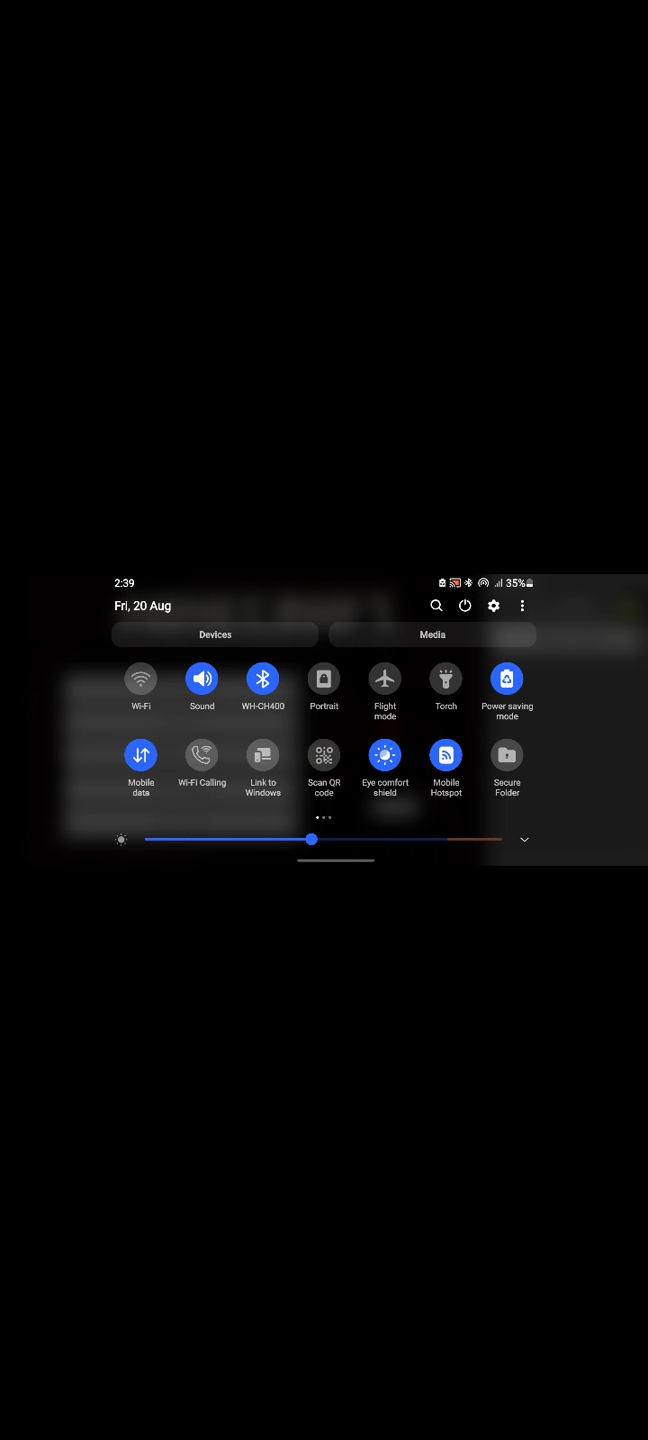 2:39
35%
Fri, 20 Aug
Devices Media
Wi-Fi Sound WH-CH400 Portrait Flight mode Torch Power saving mode
Mobile data Wi-Fi Calling Link to Windows Scan QR code Eye comfort shield Mobile Hotspot Secure Folder